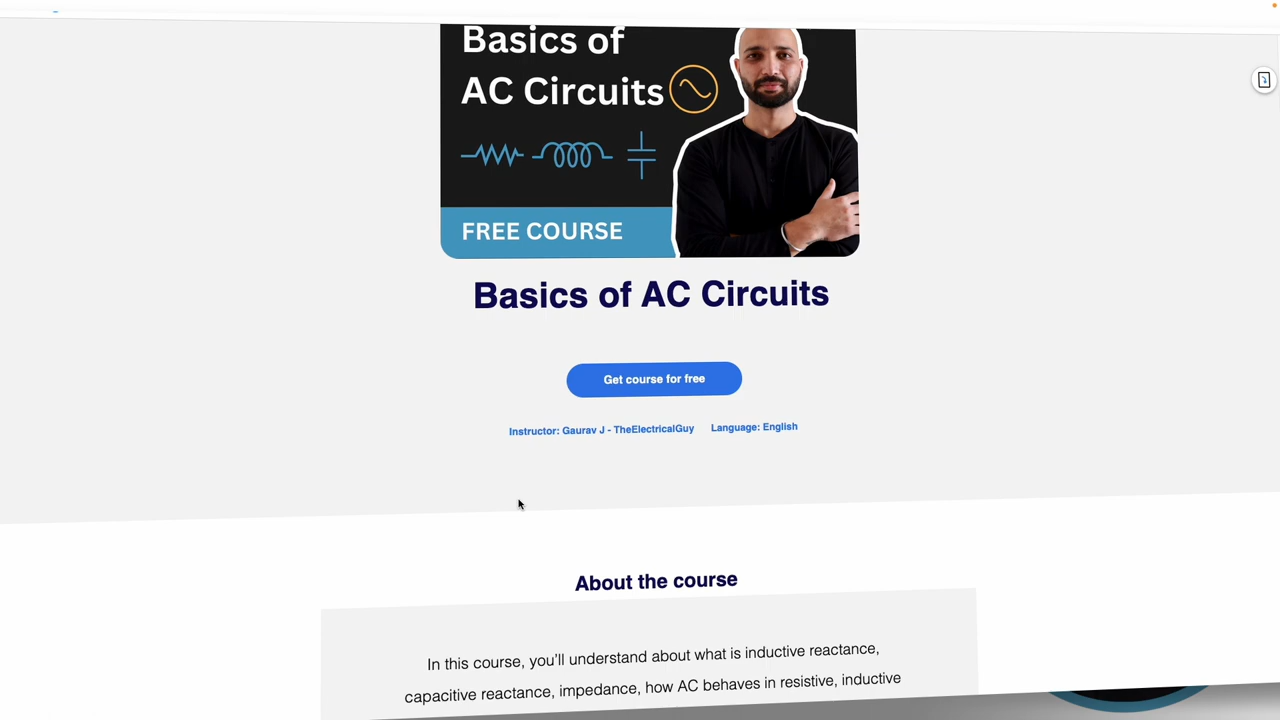 Basics of
AC Circuits
FREE COURSE
Basics of AC Circuits
Get course for free
Instructor: Gaurav J - TheElectricalGuy Language: English
About the course
In this course, you'll understand about what is inductive reactance,
capacitive reactance, impedance, how AC behaves in resistive, inductive